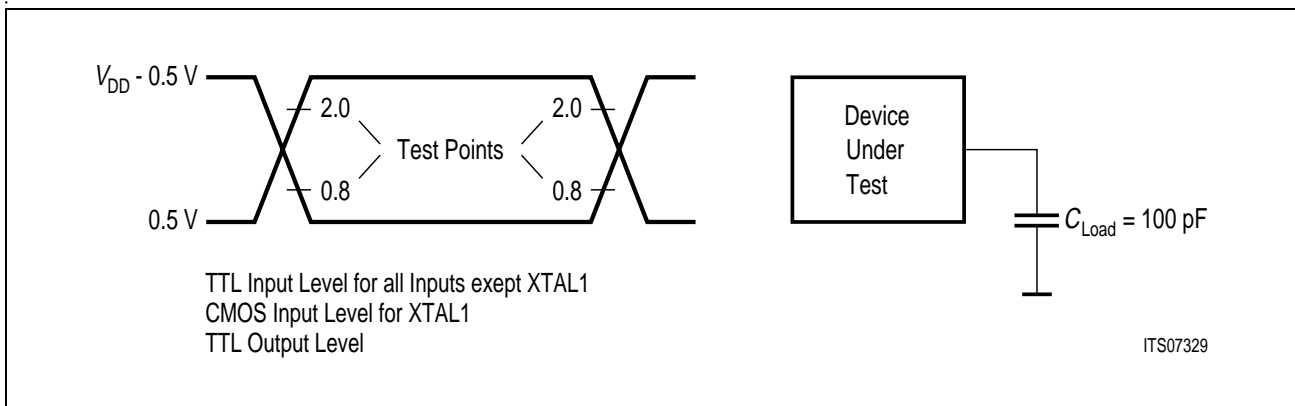 :
V_DD - 0.5 V
2.0
2.0
Test Points
0.8
0.8
0.5 V
TTL Input Level for all Inputs exept XTAL1
CMOS Input Level for XTAL1
TTL Output Level
Device
Under
Test
C_Load = 100 pF
ITS07329